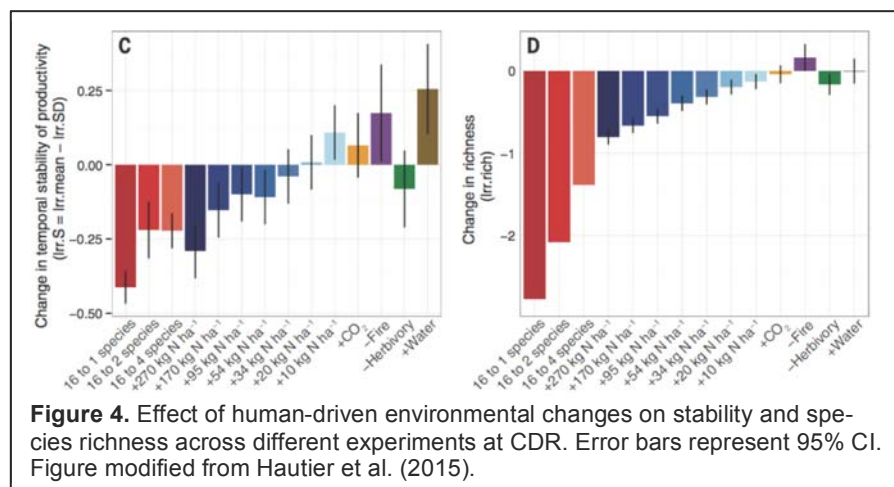 C
Change in temporal stability of productivity
(lrr.S = lrr.mean − lrr.SD)
0.25
0.00
-0.25
-0.50
16 to 1 species
16 to 2 species
16 to 4 species
+270 kg N ha⁻¹
+170 kg N ha⁻¹
+95 kg N ha⁻¹
+54 kg N ha⁻¹
+34 kg N ha⁻¹
+20 kg N ha⁻¹
+10 kg N ha⁻¹
+CO₂
−Fire
−Herbivory
+Water
D
Change in richness
(lrr.rich)
0
-1
-2
16 to 1 species
16 to 2 species
16 to 4 species
+270 kg N ha⁻¹
+170 kg N ha⁻¹
+95 kg N ha⁻¹
+54 kg N ha⁻¹
+34 kg N ha⁻¹
+20 kg N ha⁻¹
+10 kg N ha⁻¹
+CO₂
−Fire
−Herbivory
+Water
Figure 4. Effect of human-driven environmental changes on stability and spe-
cies richness across different experiments at CDR. Error bars represent 95% CI.
Figure modified from Hautier et al. (2015).